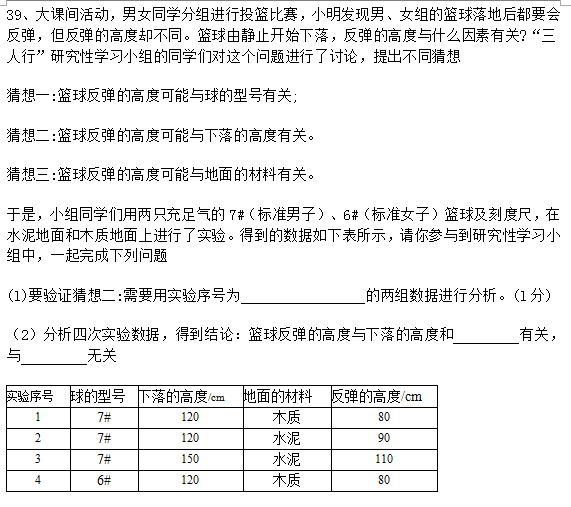 39、大课间活动，男女同学分组进行投篮比赛，小明发现男、女组的篮球落地后都要会
反弹，但反弹的高度却不同。篮球由静止开始下落，反弹的高度与什么因素有关?“三
人行”研究性学习小组的同学们对这个问题进行了讨论，提出不同猜想
猜想一:篮球反弹的高度可能与球的型号有关;
猜想二:篮球反弹的高度可能与下落的高度有关。
猜想三:篮球反弹的高度可能与地面的材料有关。
于是，小组同学们用两只充足气的7#（标准男子）、6#（标准女子）篮球及刻度尺，在
水泥地面和木质地面上进行了实验。得到的数据如下表所示，请你参与到研究性学习小
组中，一起完成下列问题
(1)要验证猜想二:需要用实验序号为_________________的两组数据进行分析。(1分)
（2）分析四次实验数据，得到结论：篮球反弹的高度与下落的高度和_________有关，
与_________无关
实验序号 球的型号 下落的高度/cm 地面的材料 反弹的高度/cm
1 7# 120 木质 80
2 7# 120 水泥 90
3 7# 150 水泥 110
4 6# 120 木质 80